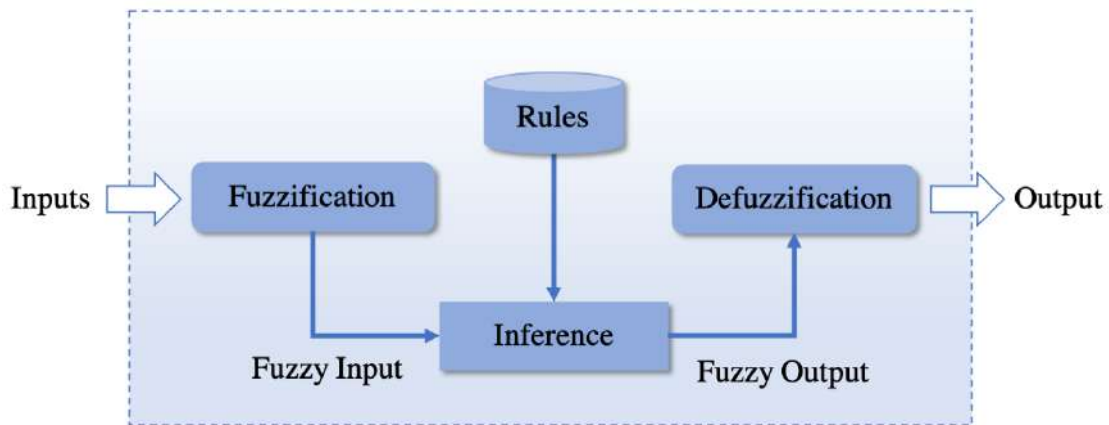 Rules
Inputs
Fuzzification
Defuzzification
Output
Inference
Fuzzy Input
Fuzzy Output